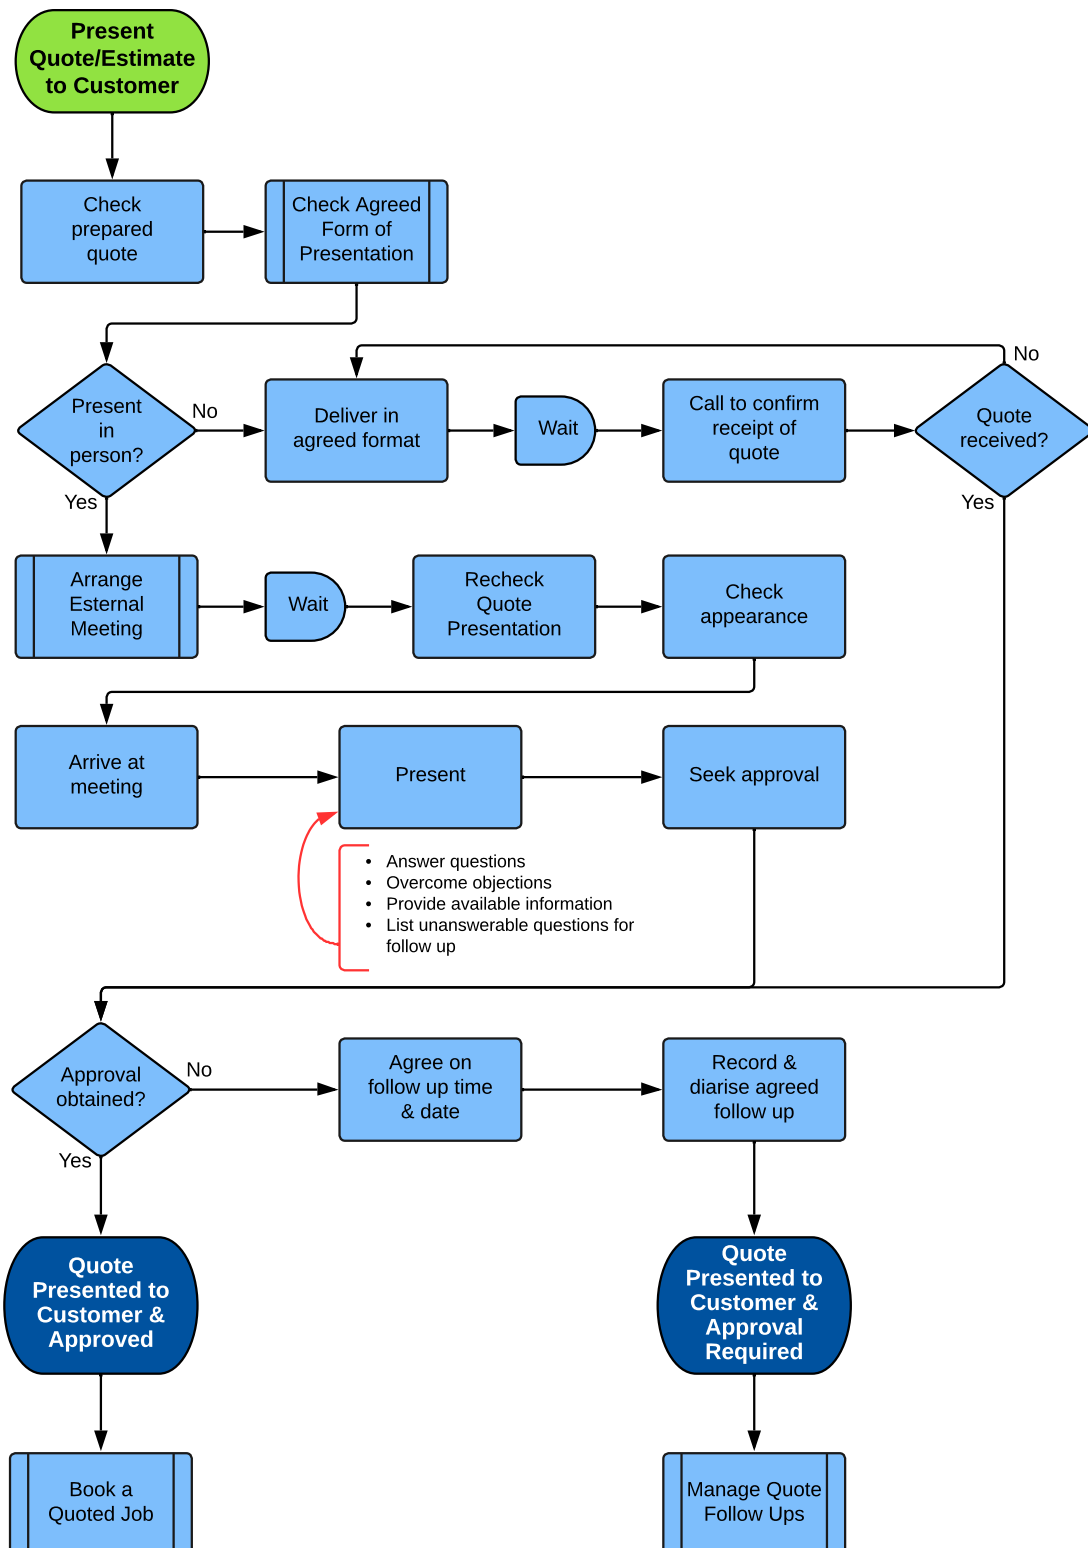 Present
Quote/Estimate
to Customer
Check
prepared
quote
Check Agreed
Form of
Presentation
No
Present
in
person?
No
Deliver in
agreed format
Wait
Call to confirm
receipt of
quote
Quote
received?
Yes
Yes
Arrange
Esternal
Meeting
Wait
Recheck
Quote
Presentation
Check
appearance
Arrive at
meeting
Present
Seek approval
• Answer questions
• Overcome objections
• Provide available information
• List unanswerable questions for
follow up
Approval
obtained?
No
Agree on
follow up time
& date
Record &
diarise agreed
follow up
Yes
Quote
Presented to
Customer &
Approved
Quote
Presented to
Customer &
Approval
Required
Book a
Quoted Job
Manage Quote
Follow Ups